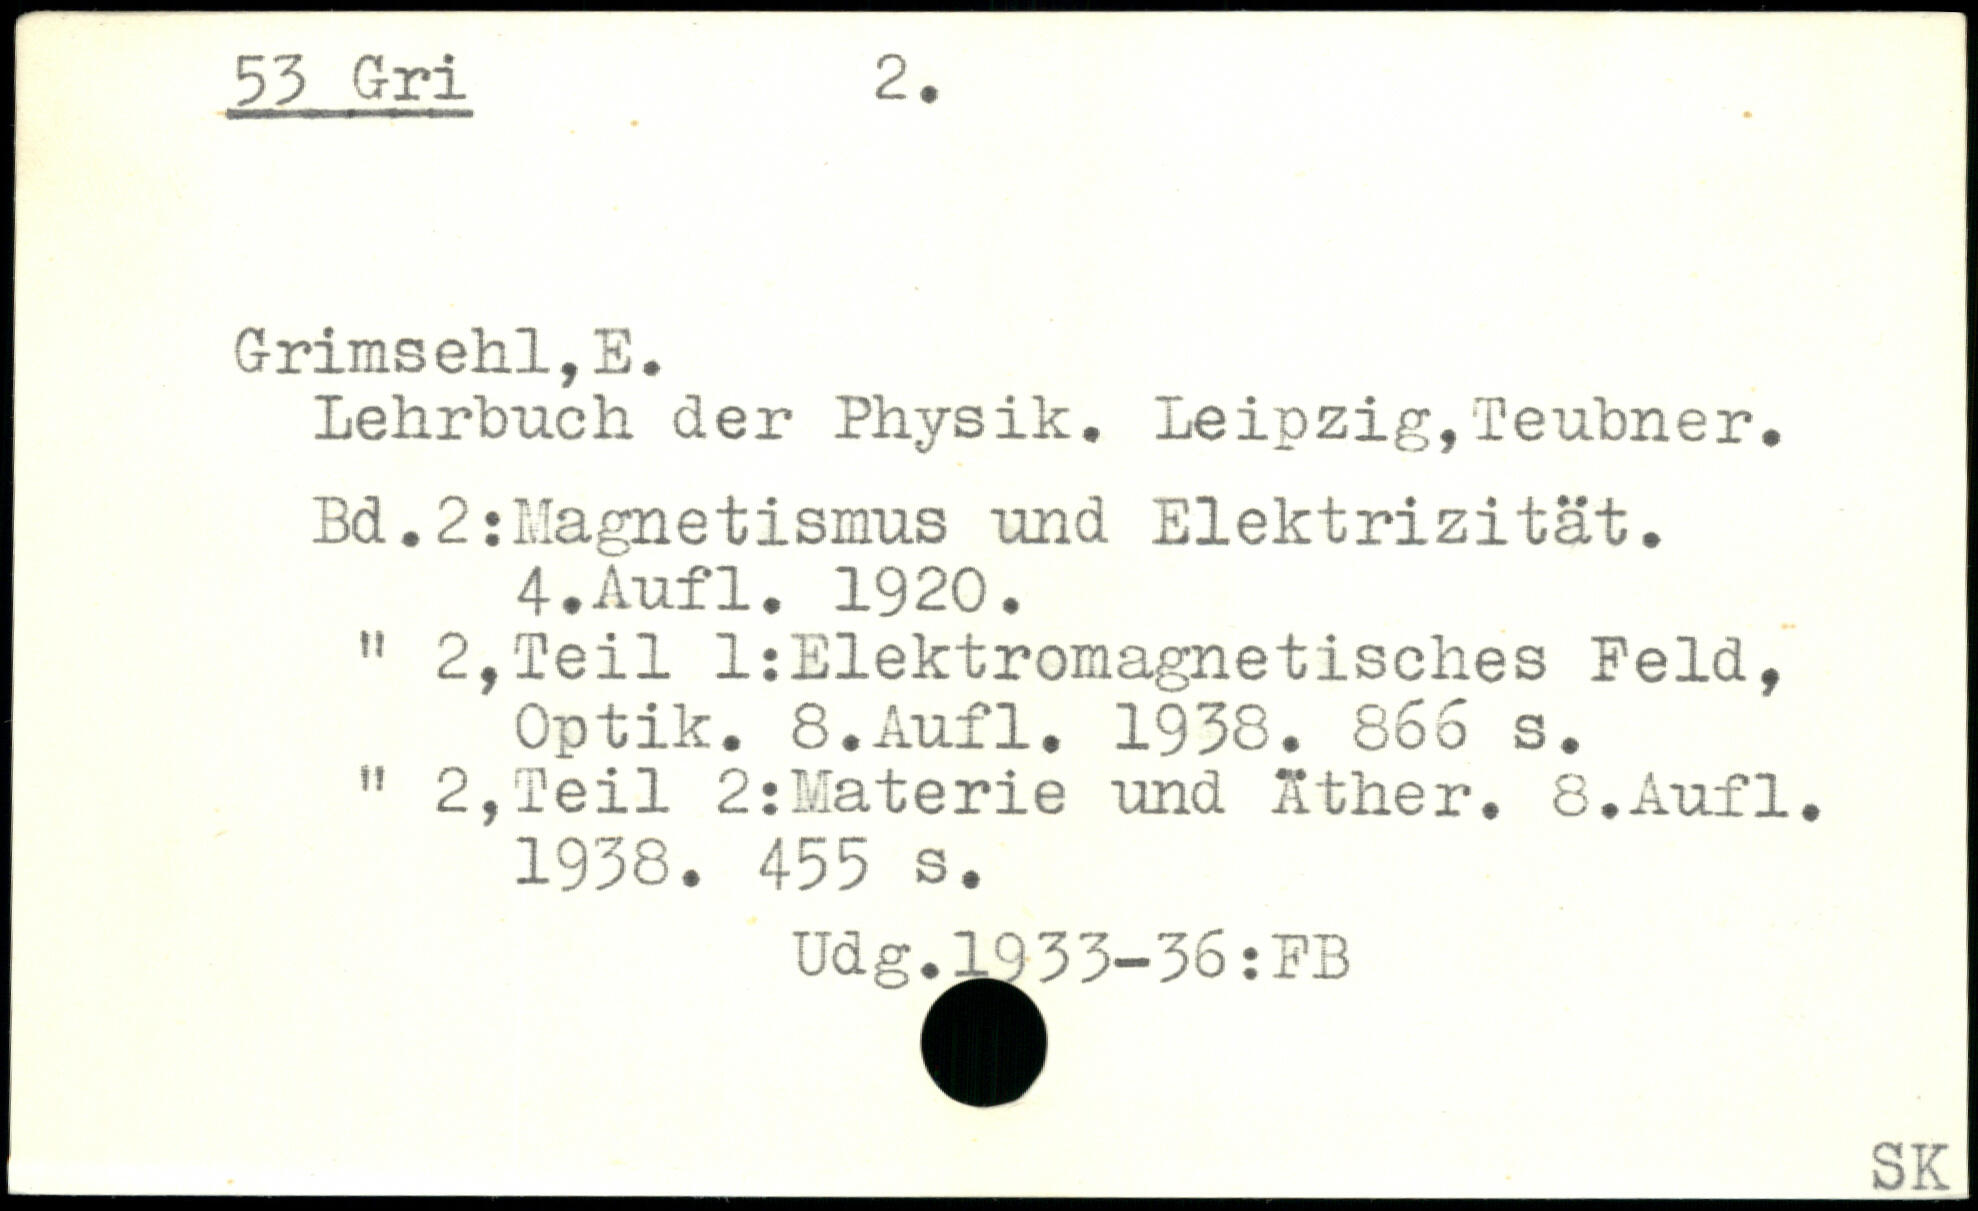 53 Gri 2.
Grimsehl,E.
Lehrbuch der Physik. Leipzig,Teubner.
Bd.2:Magnetismus und Elektrizität.
4.Aufl. 1920.
" 2,Teil 1:Elektromagnetisches Feld,
Optik. 8.Aufl. 1938. 866 s.
" 2,Teil 2:Materie und Äther. 8.Aufl.
1938. 455 s.
Udg.1933-36:FB
SK